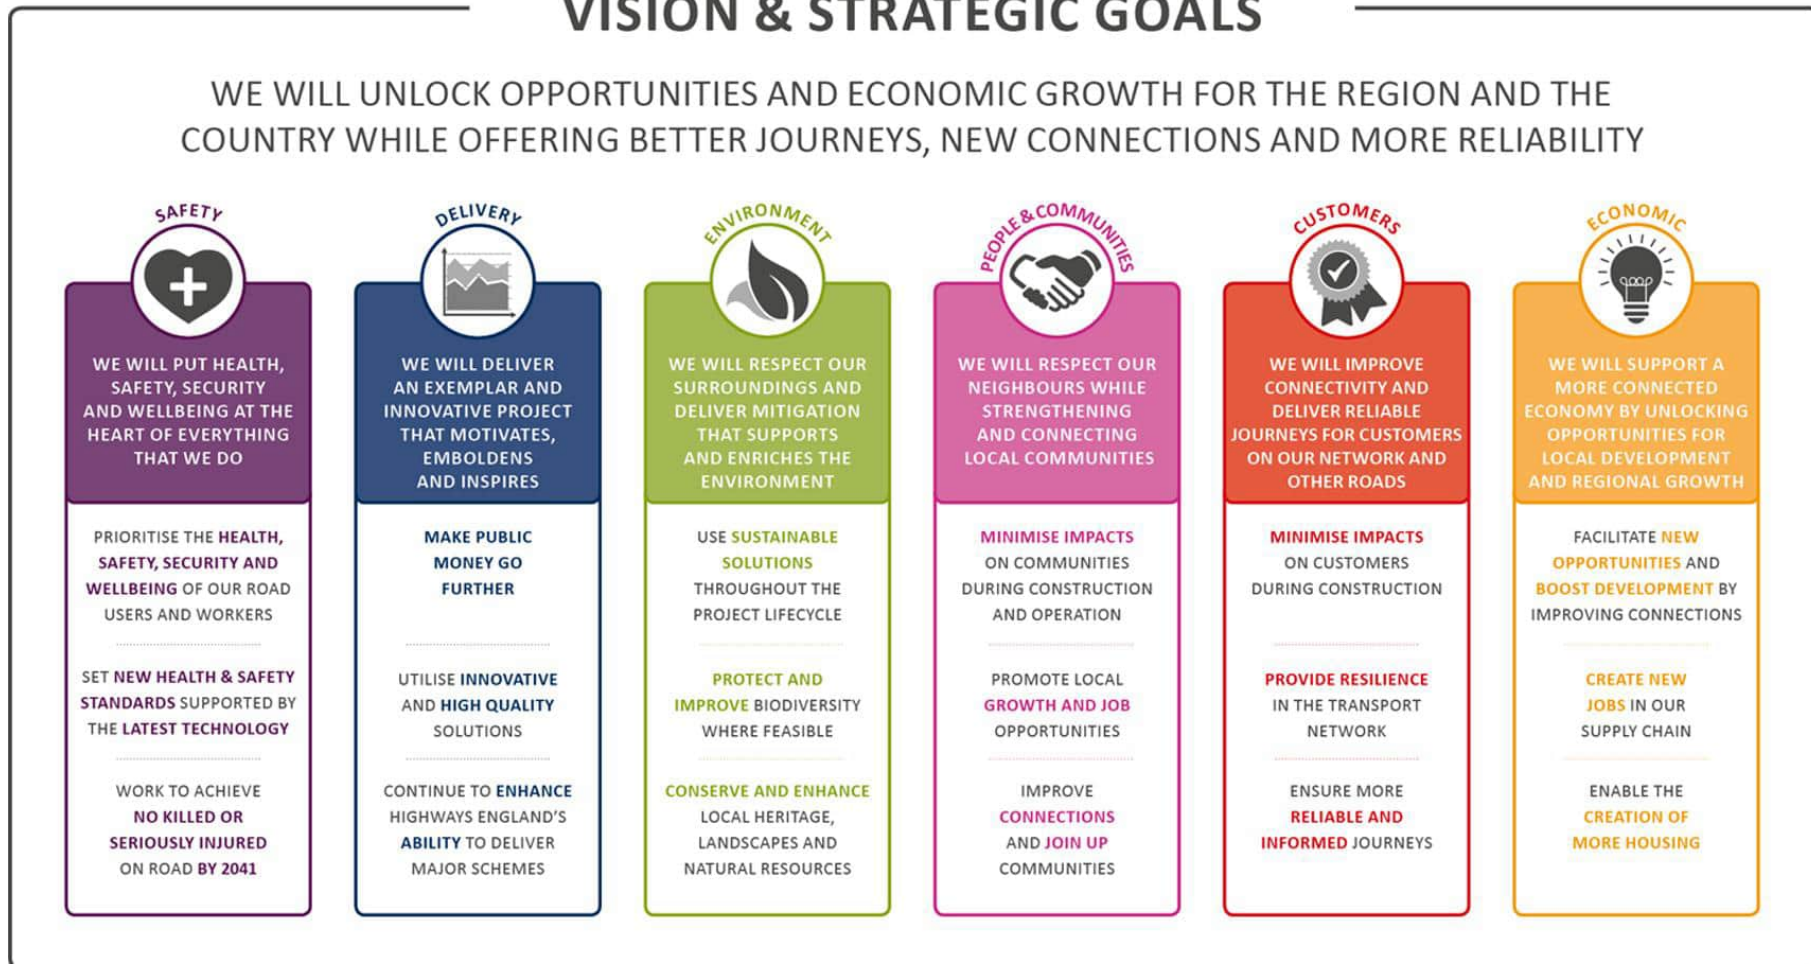 VISION & STRATEGIC GOALS
WE WILL UNLOCK OPPORTUNITIES AND ECONOMIC GROWTH FOR THE REGION AND THE
COUNTRY WHILE OFFERING BETTER JOURNEYS, NEW CONNECTIONS AND MORE RELIABILITY
SAFETY
WE WILL PUT HEALTH,
SAFETY, SECURITY
AND WELLBEING AT THE
HEART OF EVERYTHING
THAT WE DO
PRIORITISE THE HEALTH,
SAFETY, SECURITY AND
WELLBEING OF OUR ROAD
USERS AND WORKERS
SET NEW HEALTH & SAFETY
STANDARDS SUPPORTED BY
THE LATEST TECHNOLOGY
WORK TO ACHIEVE
NO KILLED OR
SERIOUSLY INJURED
ON ROAD BY 2041
DELIVERY
WE WILL DELIVER
AN EXEMPLAR AND
INNOVATIVE PROJECT
THAT MOTIVATES,
EMBOLDENS
AND INSPIRES
MAKE PUBLIC
MONEY GO
FURTHER
UTILISE INNOVATIVE
AND HIGH QUALITY
SOLUTIONS
CONTINUE TO ENHANCE
HIGHWAYS ENGLAND'S
ABILITY TO DELIVER
MAJOR SCHEMES
ENVIRONMENT
WE WILL RESPECT OUR
SURROUNDINGS AND
DELIVER MITIGATION
THAT SUPPORTS
AND ENRICHES THE
ENVIRONMENT
USE SUSTAINABLE
SOLUTIONS
THROUGHOUT THE
PROJECT LIFECYCLE
PROTECT AND
IMPROVE BIODIVERSITY
WHERE FEASIBLE
CONSERVE AND ENHANCE
LOCAL HERITAGE,
LANDSCAPES AND
NATURAL RESOURCES
PEOPLE & COMMUNITIES
WE WILL RESPECT OUR
NEIGHBOURS WHILE
STRENGTHENING
AND CONNECTING
LOCAL COMMUNITIES
MINIMISE IMPACTS
ON COMMUNITIES
DURING CONSTRUCTION
AND OPERATION
PROMOTE LOCAL
GROWTH AND JOB
OPPORTUNITIES
IMPROVE
CONNECTIONS
AND JOIN UP
COMMUNITIES
CUSTOMERS
WE WILL IMPROVE
CONNECTIVITY AND
DELIVER RELIABLE
JOURNEYS FOR CUSTOMERS
ON OUR NETWORK AND
OTHER ROADS
MINIMISE IMPACTS
ON CUSTOMERS
DURING CONSTRUCTION
PROVIDE RESILIENCE
IN THE TRANSPORT
NETWORK
ENSURE MORE
RELIABLE AND
INFORMED JOURNEYS
ECONOMIC
WE WILL SUPPORT A
MORE CONNECTED
ECONOMY BY UNLOCKING
OPPORTUNITIES FOR
LOCAL DEVELOPMENT
AND REGIONAL GROWTH
FACILITATE NEW
OPPORTUNITIES AND
BOOST DEVELOPMENT BY
IMPROVING CONNECTIONS
CREATE NEW
JOBS IN OUR
SUPPLY CHAIN
ENABLE THE
CREATION OF
MORE HOUSING